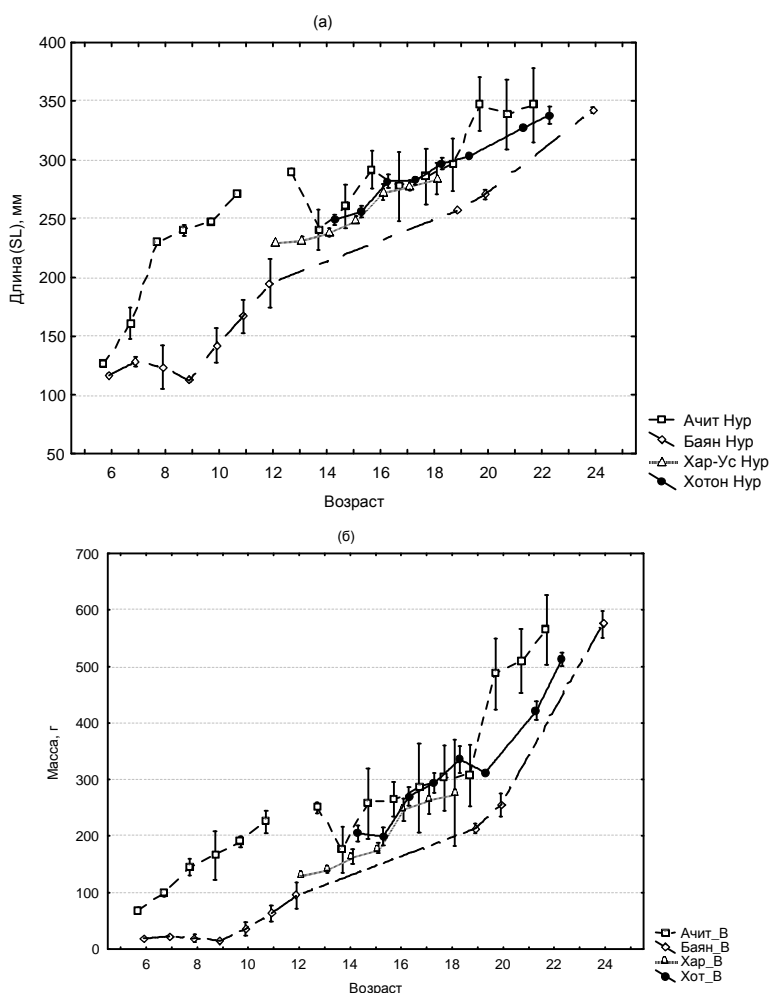 (а)
400
350
300
250
200
150
100
50
Длина (SL), мм
6 8 10 12 14 16 18 20 22 24
Возраст
Ачит Нур
Баян Нур
Хар-Ус Нур
Хотон Нур
(б)
700
600
500
400
300
200
100
0
Масса, г
6 8 10 12 14 16 18 20 22 24
Возраст
Ачит_В
Баян_В
Хар_В
Хот_В